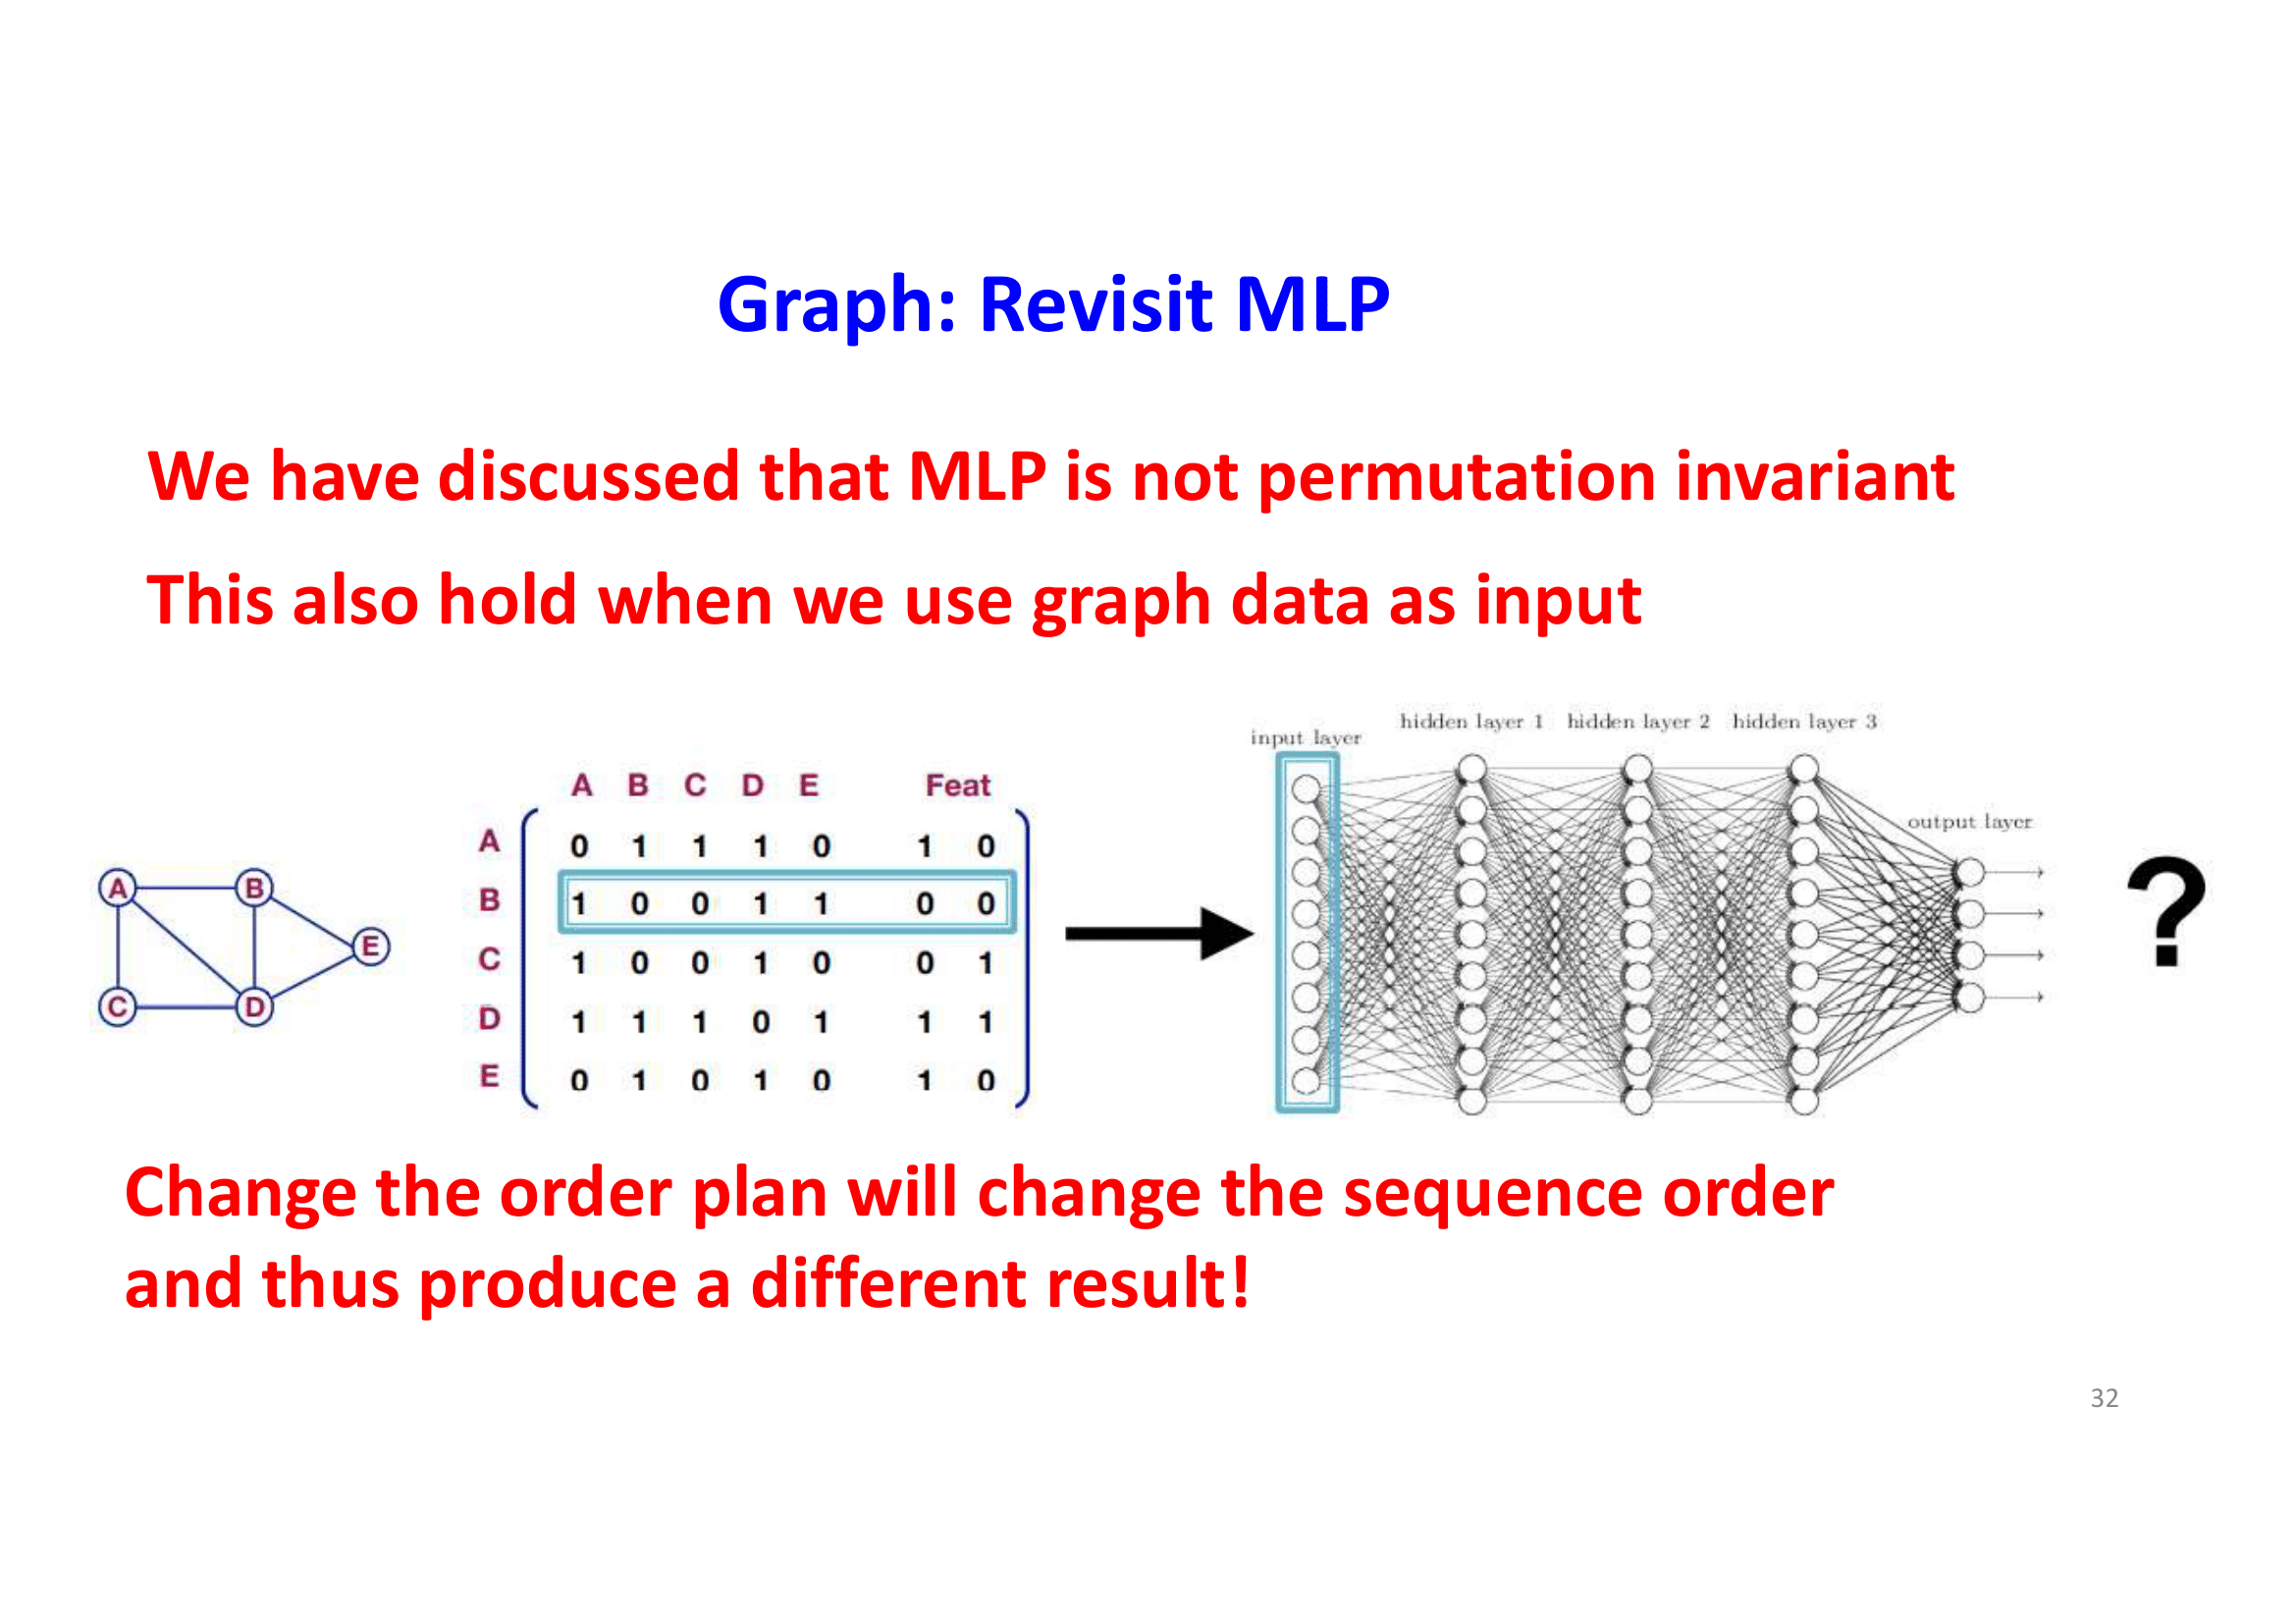 Graph: Revisit MLP
We have discussed that MLP is not permutation invariant
This also hold when we use graph data as input
A B C D E
A B C D E Feat
A 0 1 1 1 0 1 0
B 1 0 0 1 1 0 0
C 1 0 0 1 0 0 1
D 1 1 1 0 1 1 1
E 0 1 0 1 0 1 0
input layer
hidden layer 1 hidden layer 2 hidden layer 3
output layer
?
Change the order plan will change the sequence order
and thus produce a different result!
32